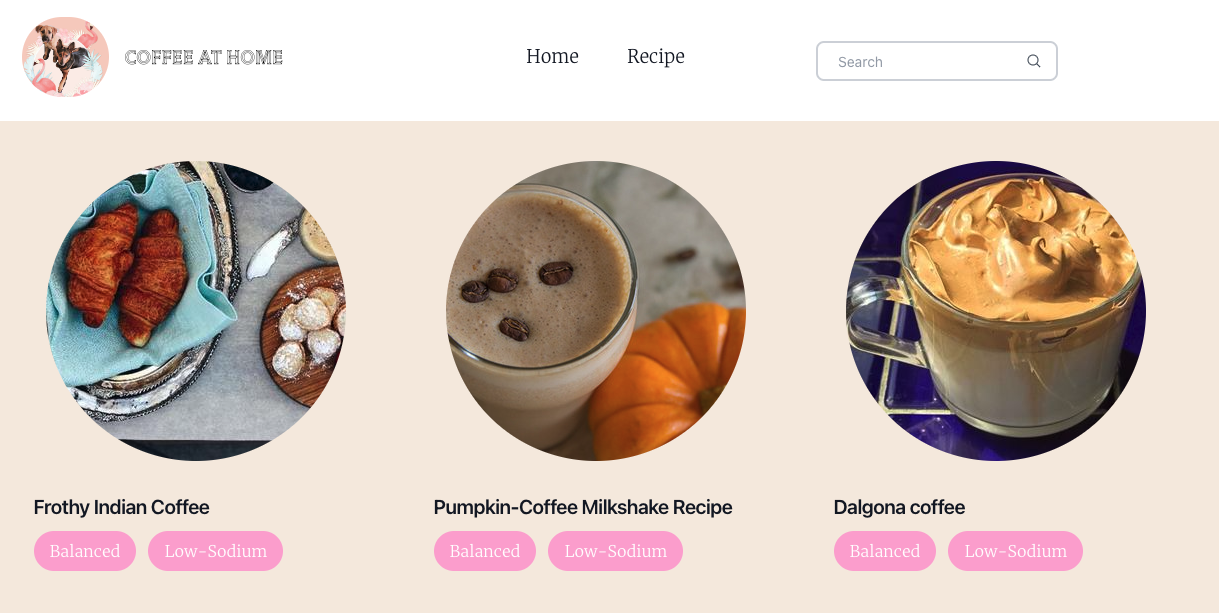 COFFEE AT HOME
Home
Recipe
Search
Frothy Indian Coffee
Balanced
Low-Sodium
Pumpkin-Coffee Milkshake Recipe
Balanced
Low-Sodium
Dalgona coffee
Balanced
Low-Sodium